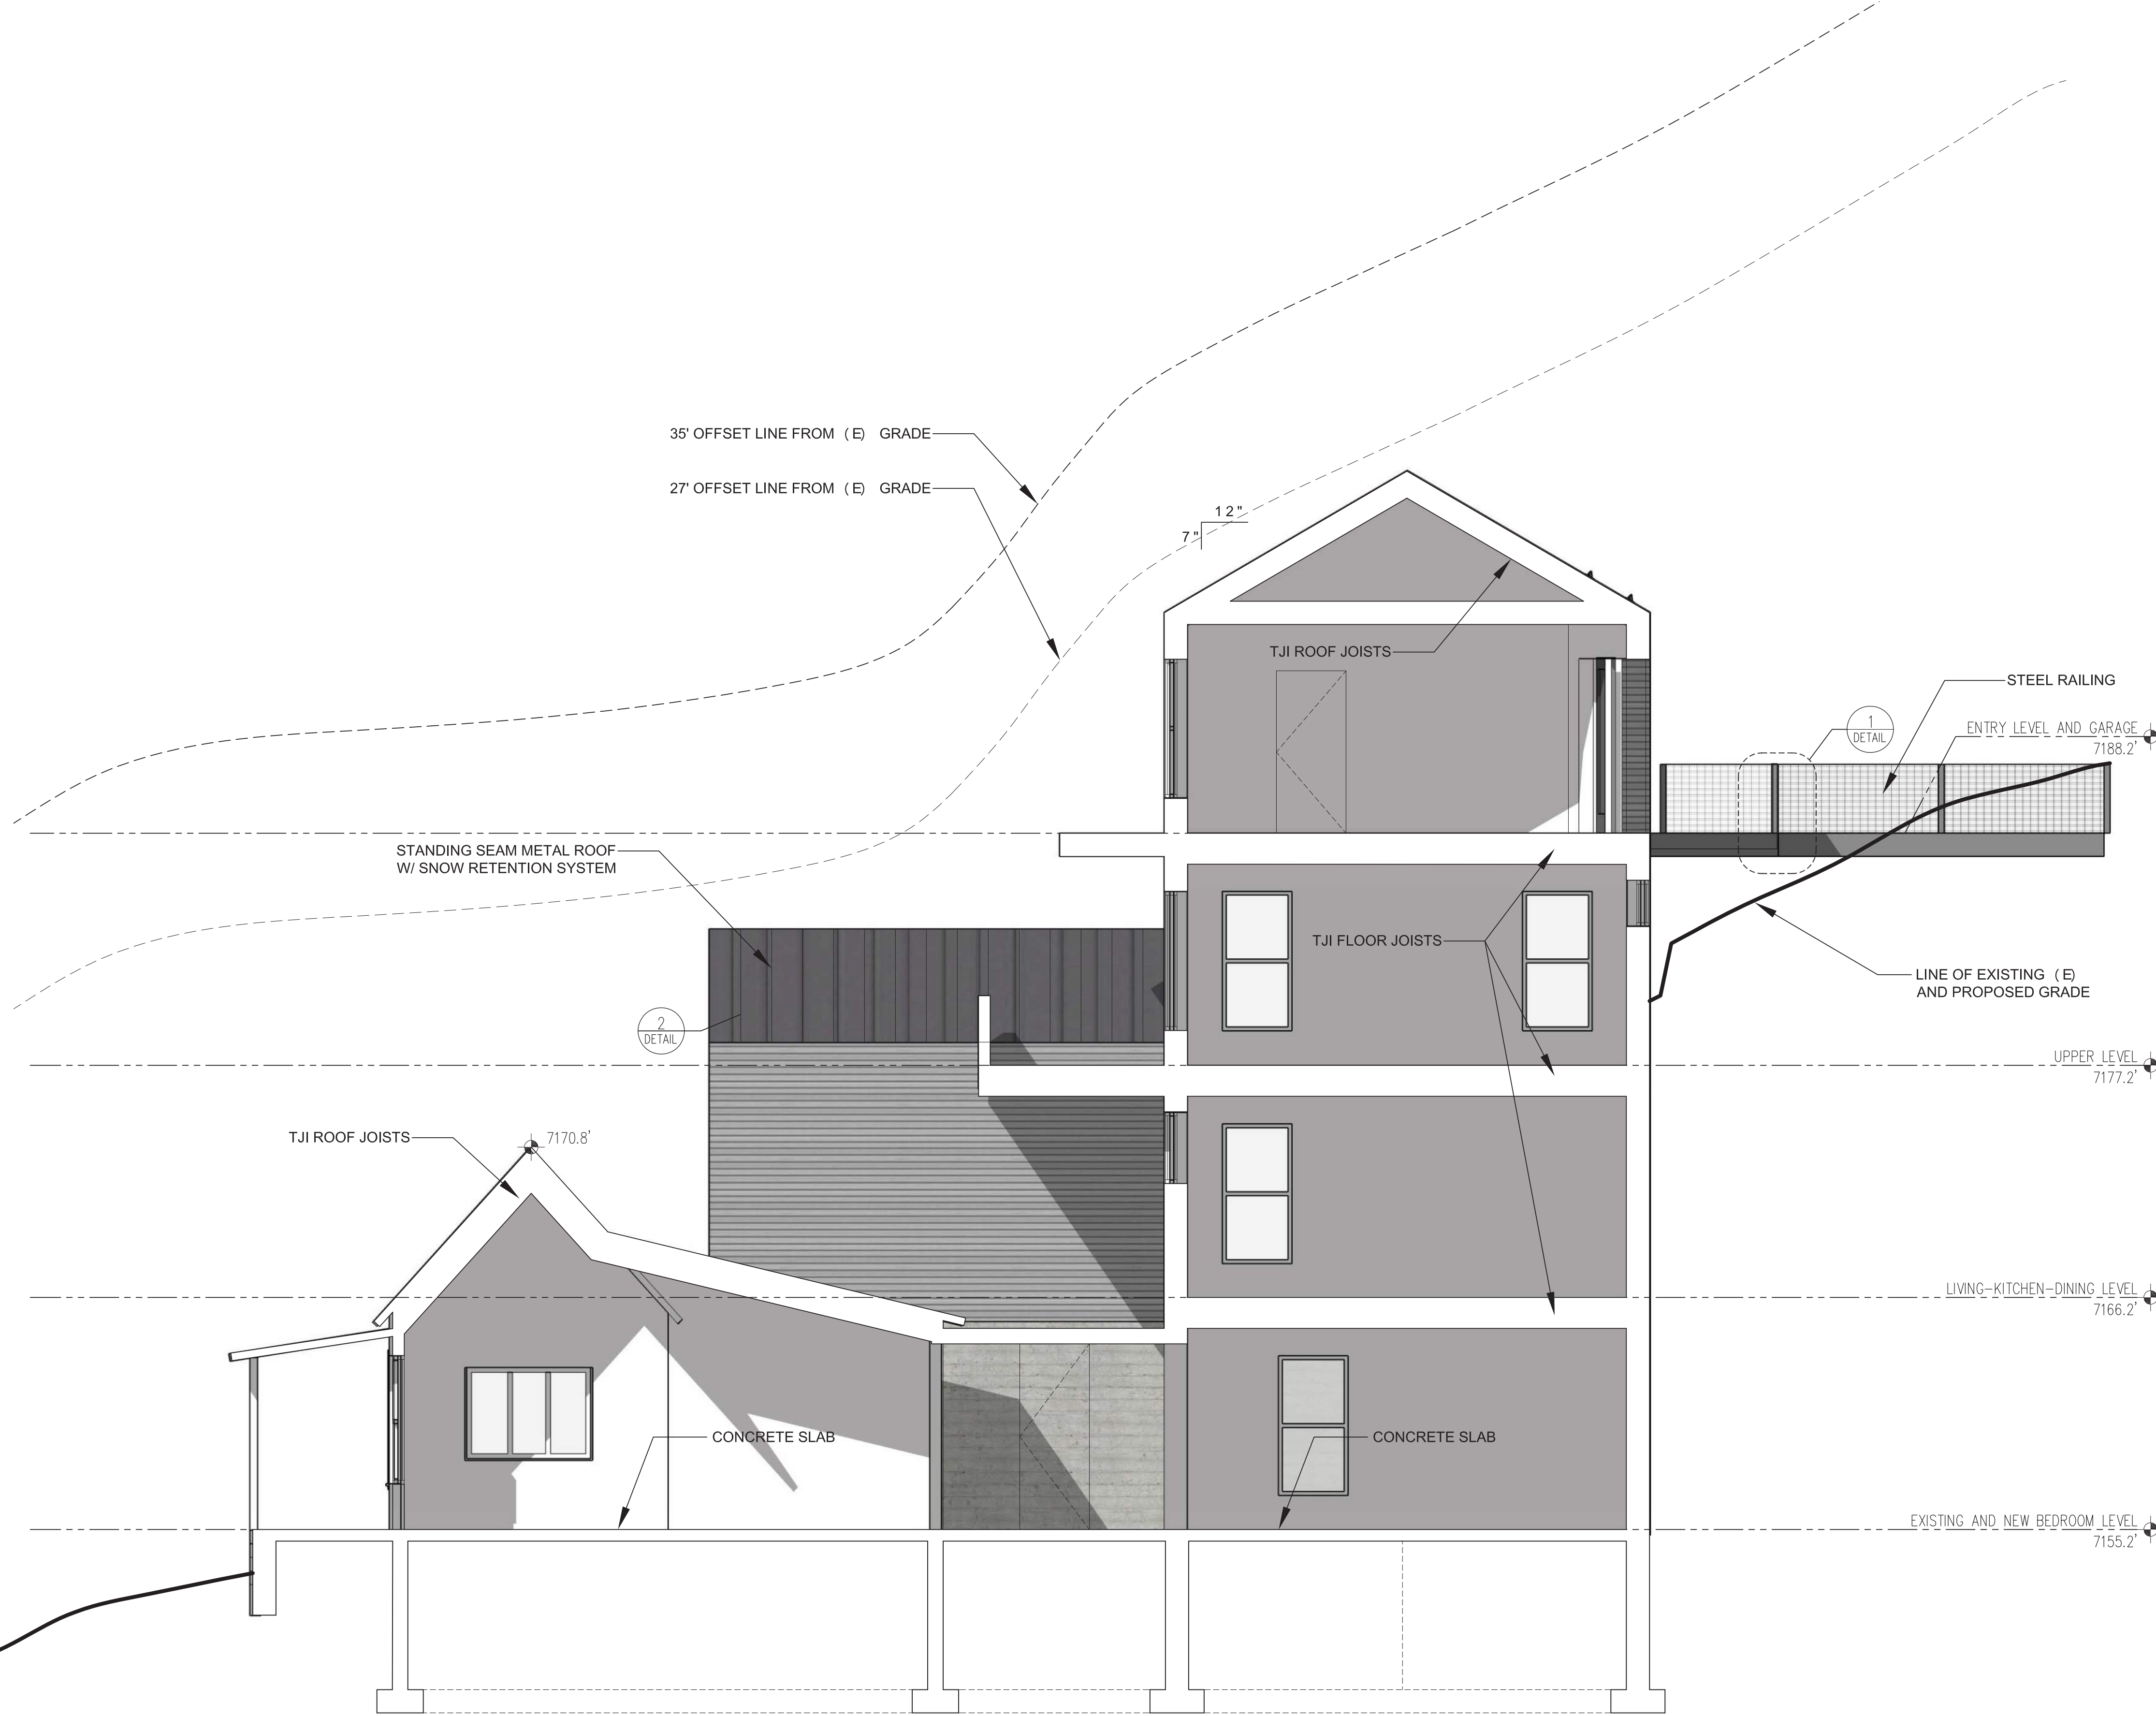 35' OFFSET LINE FROM (E) GRADE
27' OFFSET LINE FROM (E) GRADE
12"
7"
TJI ROOF JOISTS
STEEL RAILING
1
DETAIL
ENTRY LEVEL AND GARAGE
7188.2'
STANDING SEAM METAL ROOF
W/ SNOW RETENTION SYSTEM
TJI FLOOR JOISTS
LINE OF EXISTING (E)
AND PROPOSED GRADE
2
DETAIL
UPPER LEVEL
7177.2'
TJI ROOF JOISTS
7170.8'
LIVING-KITCHEN-DINING LEVEL
7166.2'
CONCRETE SLAB
CONCRETE SLAB
EXISTING AND NEW BEDROOM LEVEL
7155.2'